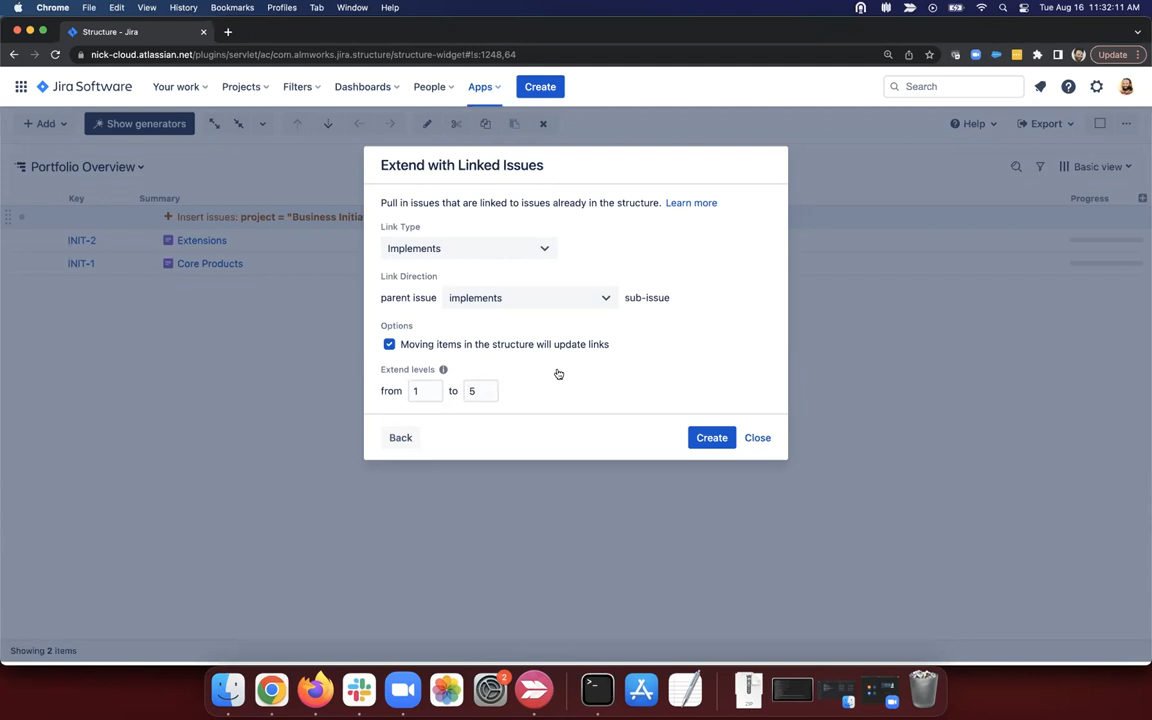 Chrome File Edit View History Bookmarks Profiles Tab Window Help Tue Aug 16 11:32:11 AM
Structure - Jira
nick-cloud.atlassian.net/plugins/servlet/ac/com.almworks.jira.structure/structure-widget#!s:1248,64 Update
Jira Software Your work Projects Filters Dashboards People Apps Create Search
Add Show generators Help Export
Portfolio Overview Basic view
Key Summary Progress
Insert issues: project = "Business Initia
INIT-2 Extensions
INIT-1 Core Products
Extend with Linked Issues
Pull in issues that are linked to issues already in the structure. Learn more
Link Type
Implements
Link Direction
parent issue implements sub-issue
Options
Moving items in the structure will update links
Extend levels
from 1 to 5
Back Create Close
Showing 2 items
2
ZIP